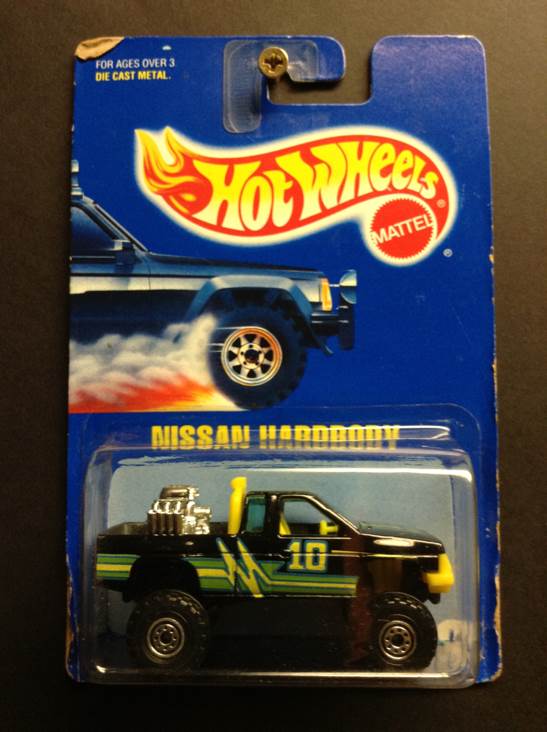 FOR AGES OVER 3
DIE CAST METAL.
HOT WHEELS®
MATTEL
®
NISSAN HARDBODY
10